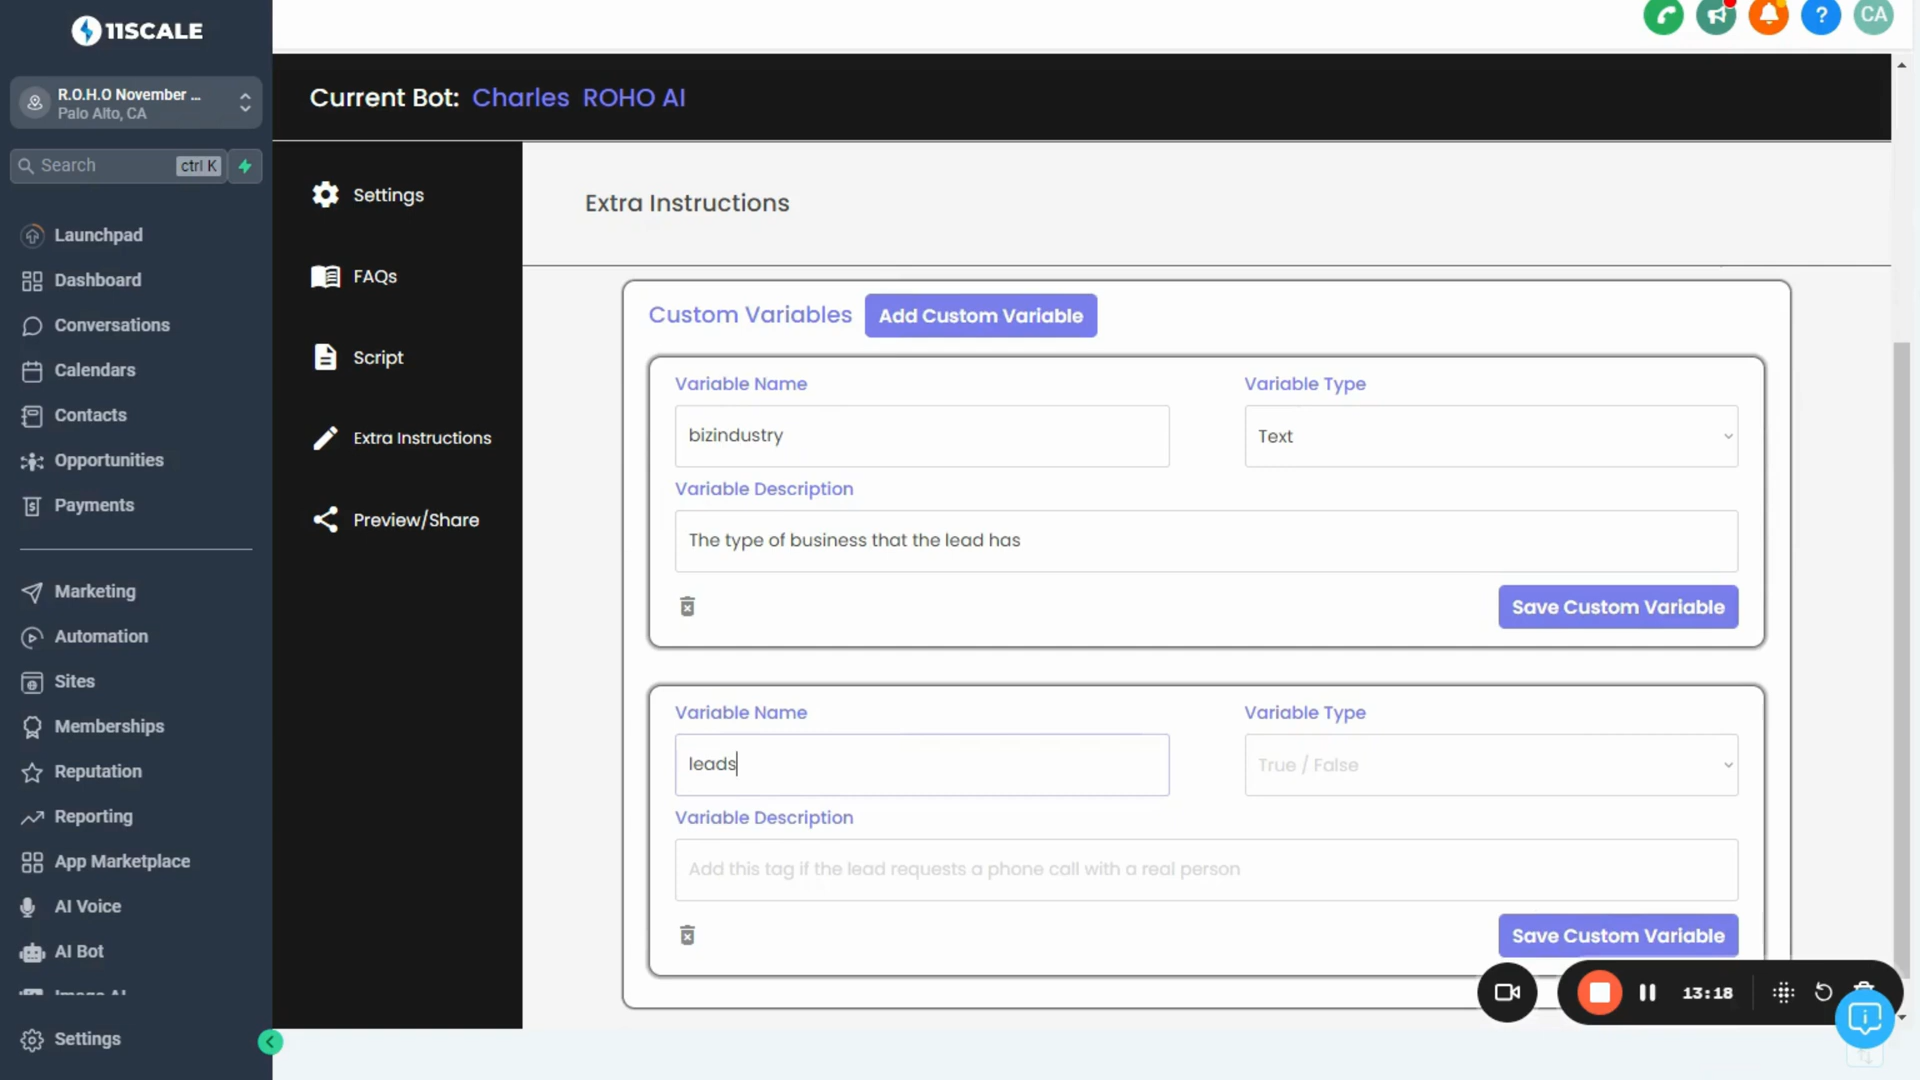 11SCALE
R.O.H.O November ...
Palo Alto, CA
Search
ctrl K
Launchpad
Dashboard
Conversations
Calendars
Contacts
Opportunities
Payments
Marketing
Automation
Sites
Memberships
Reputation
Reporting
App Marketplace
AI Voice
AI Bot
Image AI
Settings
CA
Current Bot: Charles ROHO AI
Settings
FAQs
Script
Extra Instructions
Preview/Share
Extra Instructions
Custom Variables
Add Custom Variable
Variable Name
Variable Type
bizindustry
Text
Variable Description
The type of business that the lead has
Save Custom Variable
Variable Name
Variable Type
leads
True / False
Variable Description
Add this tag if the lead requests a phone call with a real person
Save Custom Variable
13:18